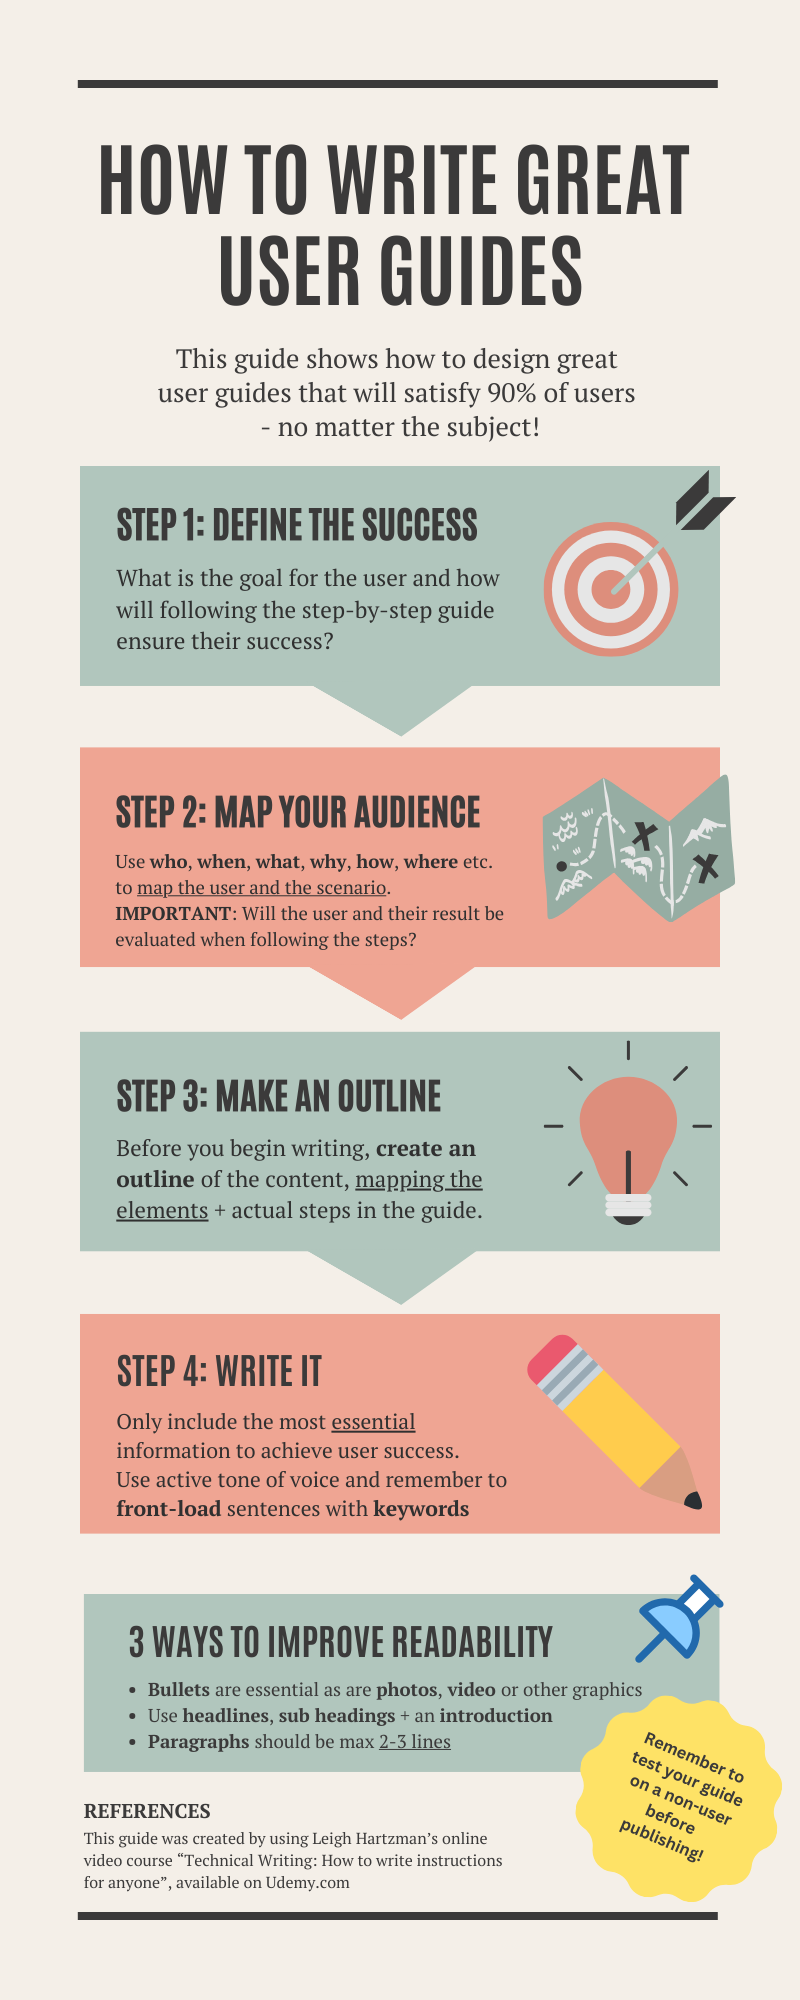 HOW TO WRITE GREAT
USER GUIDES
This guide shows how to design great
user guides that will satisfy 90% of users
- no matter the subject!
STEP 1: DEFINE THE SUCCESS
What is the goal for the user and how
will following the step-by-step guide
ensure their success?
STEP 2: MAP YOUR AUDIENCE
Use who, when, what, why, how, where etc.
to map the user and the scenario.
IMPORTANT: Will the user and their result be
evaluated when following the steps?
STEP 3: MAKE AN OUTLINE
Before you begin writing, create an
outline of the content, mapping the
elements + actual steps in the guide.
STEP 4: WRITE IT
Only include the most essential
information to achieve user success.
Use active tone of voice and remember to
front-load sentences with keywords
3 WAYS TO IMPROVE READABILITY
• Bullets are essential as are photos, video or other graphics
• Use headlines, sub headings + an introduction
• Paragraphs should be max 2-3 lines
Remember to
test your guide
on a non-user
before
publishing!
REFERENCES
This guide was created by using Leigh Hartzman’s online
video course “Technical Writing: How to write instructions
for anyone”, available on Udemy.com